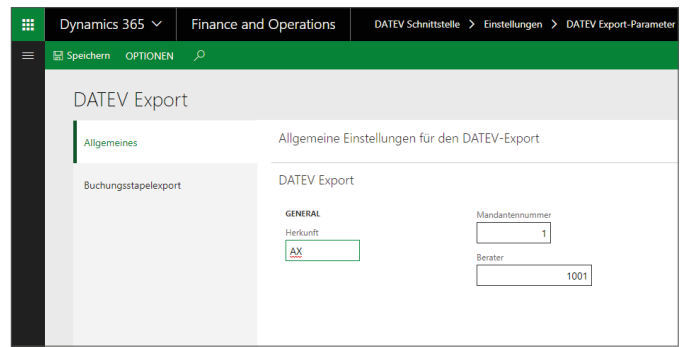 Dynamics 365 Finance and Operations DATEV Schnittstelle > Einstellungen > DATEV Export-Parameter
Speichern OPTIONEN
DATEV Export
Allgemeines
Allgemeine Einstellungen für den DATEV-Export
Buchungsstapelexport
DATEV Export
GENERAL
Mandantennummer
Herkunft
1
AX
Berater
1001